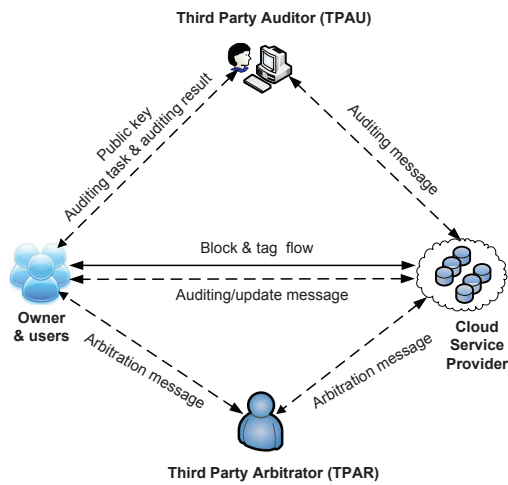 Third Party Auditor (TPAU)
Public key
Auditing task & auditing result
Auditing message
Block & tag flow
Auditing/update message
Owner
& users
Cloud
Service
Provider
Arbitration message
Arbitration message
Third Party Arbitrator (TPAR)